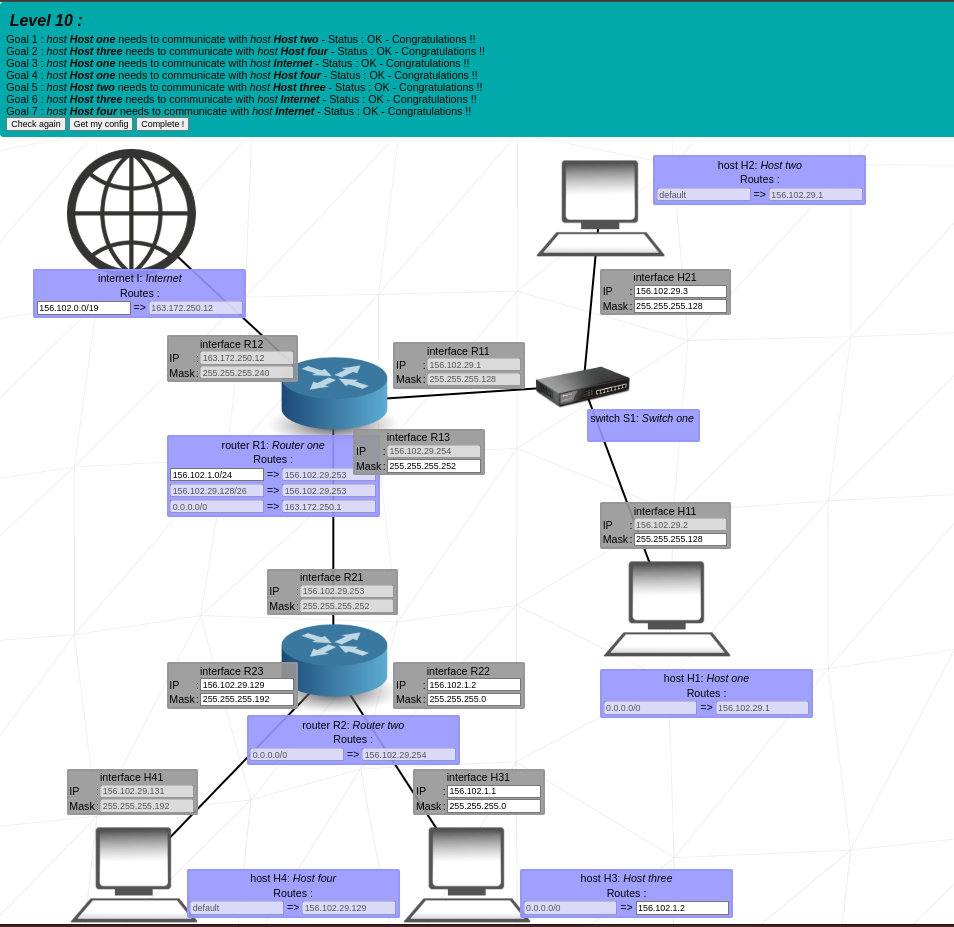 Level 10 :
Goal 1 : host Host one needs to communicate with host Host two - Status : OK - Congratulations !!
Goal 2 : host Host three needs to communicate with host Host four - Status : OK - Congratulations !!
Goal 3 : host Host one needs to communicate with host Internet - Status : OK - Congratulations !!
Goal 4 : host Host one needs to communicate with host Host four - Status : OK - Congratulations !!
Goal 5 : host Host two needs to communicate with host Host three - Status : OK - Congratulations !!
Goal 6 : host Host three needs to communicate with host Internet - Status : OK - Congratulations !!
Goal 7 : host Host four needs to communicate with host Internet - Status : OK - Congratulations !!
Check again Get my config Complete !
host H2: Host two
Routes :
default => 156.102.29.1
internet I: Internet
Routes :
156.102.0.0/19 => 163.172.250.12
interface H21
IP : 156.102.29.3
Mask : 255.255.255.128
interface R12
IP : 163.172.250.12
Mask : 255.255.255.240
interface R11
IP : 156.102.29.1
Mask : 255.255.255.128
switch S1: Switch one
router R1: Router one
Routes :
156.102.1.0/24 => 156.102.29.253
156.102.29.128/26 => 156.102.29.253
0.0.0.0/0 => 163.172.250.1
interface R13
IP : 156.102.29.254
Mask : 255.255.255.252
interface H11
IP : 156.102.29.2
Mask : 255.255.255.128
interface R21
IP : 156.102.29.253
Mask : 255.255.255.252
interface R23
IP : 156.102.29.129
Mask : 255.255.255.192
interface R22
IP : 156.102.1.2
Mask : 255.255.255.0
host H1: Host one
Routes :
0.0.0.0/0 => 156.102.29.1
router R2: Router two
Routes :
0.0.0.0/0 => 156.102.29.254
interface H41
IP : 156.102.29.131
Mask : 255.255.255.192
interface H31
IP : 156.102.1.1
Mask : 255.255.255.0
host H4: Host four
Routes :
default => 156.102.29.129
host H3: Host three
Routes :
0.0.0.0/0 => 156.102.1.2